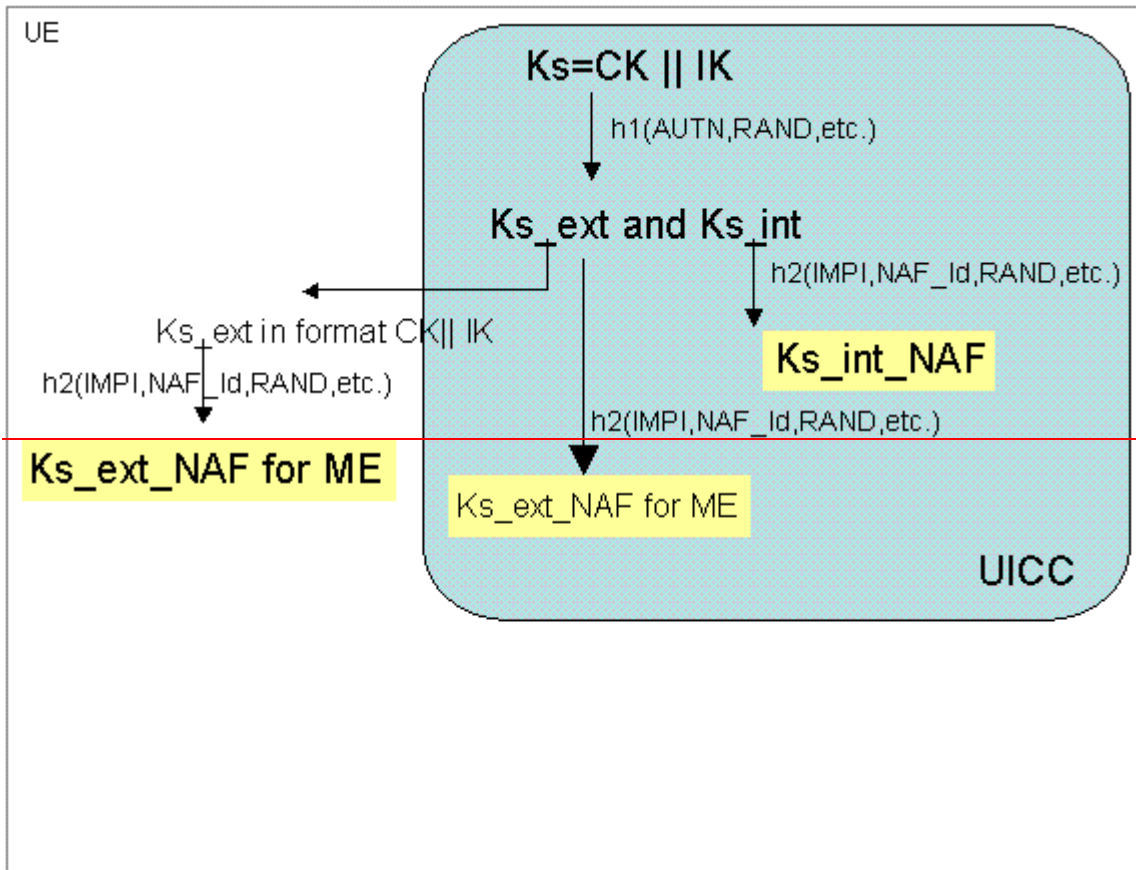 UE
Ks=CK || IK
h1(AUTN,RAND,etc.)
Ks_ext and Ks_int
h2(IMPI,NAF_Id,RAND,etc.)
Ks_ext in format CK|| IK
Ks_int_NAF
h2(IMPI,NAF_Id,RAND,etc.)
h2(IMPI,NAF_Id,RAND,etc.)
Ks_ext_NAF for ME
Ks_ext_NAF for ME
UICC